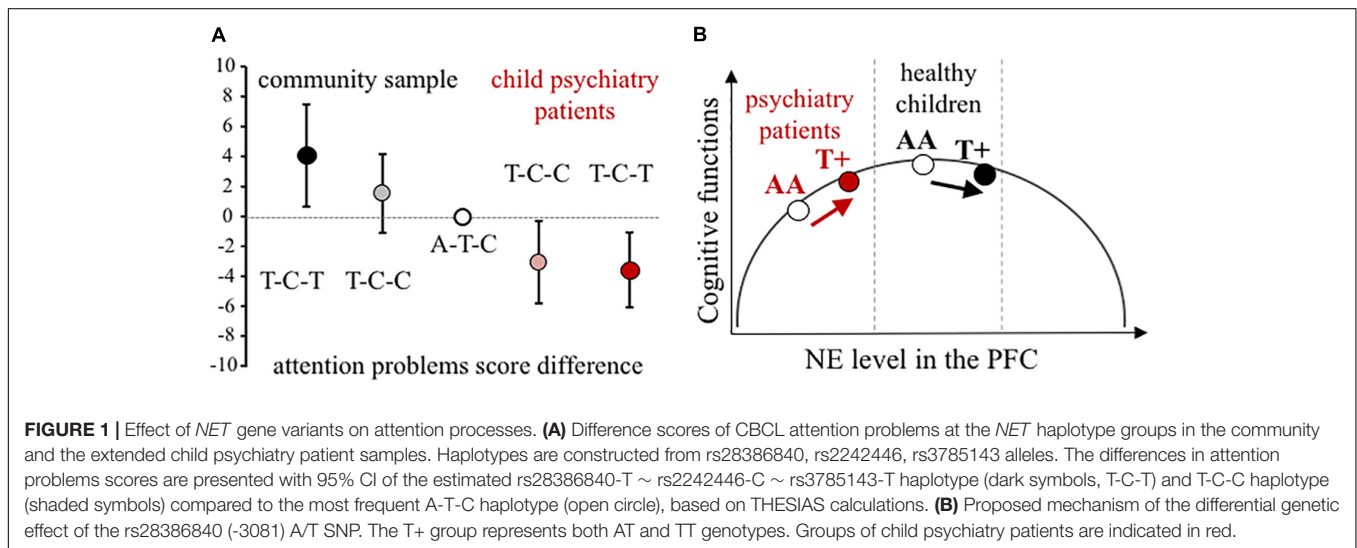 A
B
10
8
6
4
2
0
-2
-4
-6
-8
-10
community sample
child psychiatry
patients
T-C-C T-C-T
A-T-C
T-C-T T-C-C
attention problems score difference
psychiatry
patients
healthy
children
AA
T+
AA
T+
Cognitive functions
NE level in the PFC
FIGURE 1 | Effect of NET gene variants on attention processes. (A) Difference scores of CBCL attention problems at the NET haplotype groups in the community
and the extended child psychiatry patient samples. Haplotypes are constructed from rs28386840, rs2242446, rs3785143 alleles. The differences in attention
problems scores are presented with 95% CI of the estimated rs28386840-T ~ rs2242446-C ~ rs3785143-T haplotype (dark symbols, T-C-T) and T-C-C haplotype
(shaded symbols) compared to the most frequent A-T-C haplotype (open circle), based on THESIAS calculations. (B) Proposed mechanism of the differential genetic
effect of the rs28386840 (-3081) A/T SNP. The T+ group represents both AT and TT genotypes. Groups of child psychiatry patients are indicated in red.